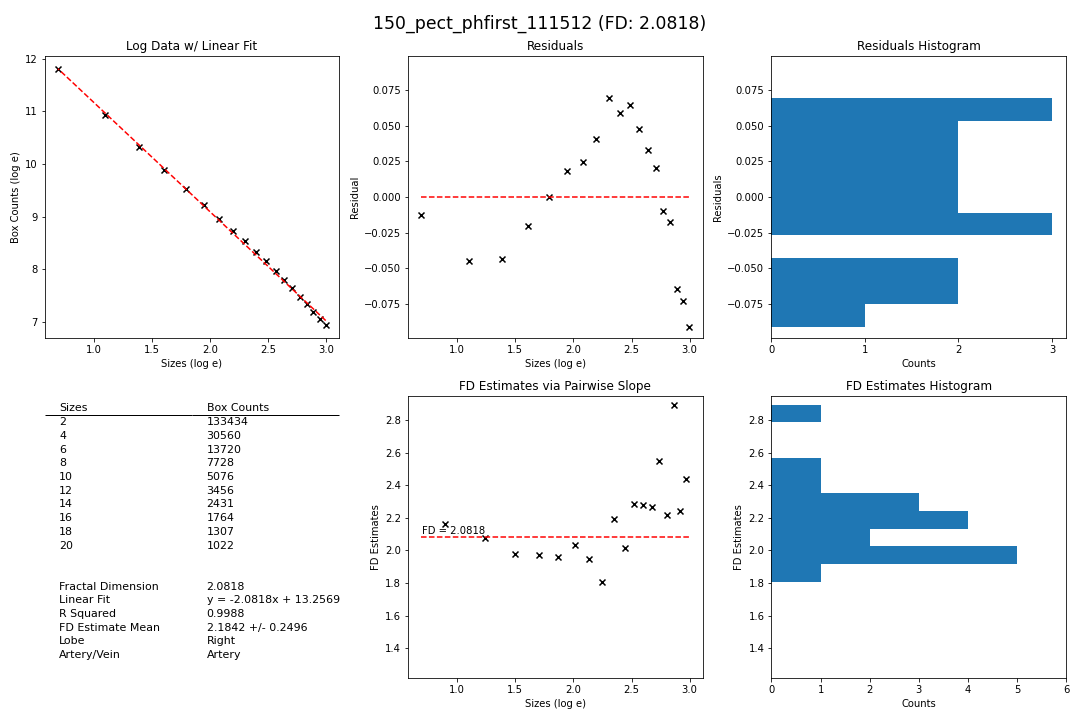 150_pect_phfirst_111512 (FD: 2.0818)
Log Data w/ Linear Fit
12
11
10
9
8
7
Box Counts (log e)
1.0 1.5 2.0 2.5 3.0
Sizes (log e)
Residuals
0.075
0.050
0.025
0.000
−0.025
−0.050
−0.075
Residual
1.0 1.5 2.0 2.5 3.0
Sizes (log e)
Residuals Histogram
0.075
0.050
0.025
0.000
−0.025
−0.050
−0.075
Residuals
0 1 2 3
Counts
Sizes Box Counts
2 133434
4 30560
6 13720
8 7728
10 5076
12 3456
14 2431
16 1764
18 1307
20 1022
Fractal Dimension 2.0818
Linear Fit y = -2.0818x + 13.2569
R Squared 0.9988
FD Estimate Mean 2.1842 +/- 0.2496
Lobe Right
Artery/Vein Artery
FD Estimates via Pairwise Slope
2.8
2.6
2.4
2.2
2.0
1.8
1.6
1.4
FD Estimates
FD = 2.0818
1.0 1.5 2.0 2.5 3.0
Sizes (log e)
FD Estimates Histogram
2.8
2.6
2.4
2.2
2.0
1.8
1.6
1.4
FD Estimates
0 1 2 3 4 5 6
Counts